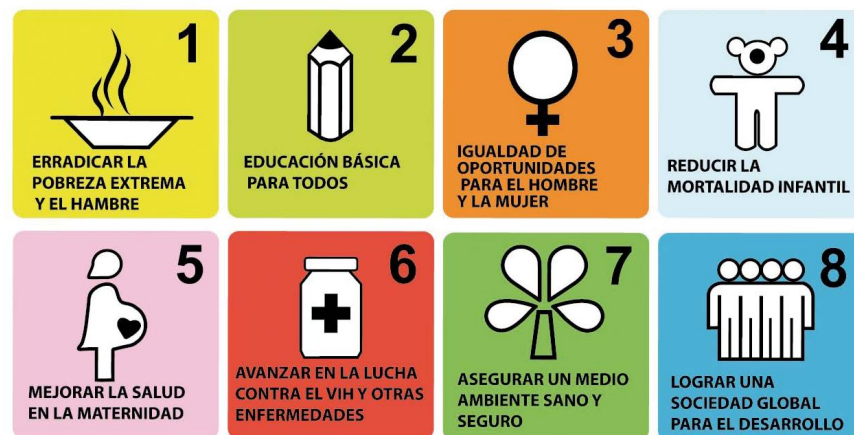 1
ERRADICAR LA
POBREZA EXTREMA
Y EL HAMBRE
2
EDUCACIÓN BÁSICA
PARA TODOS
3
IGUALDAD DE
OPORTUNIDADES
PARA EL HOMBRE
Y LA MUJER
4
REDUCIR LA
MORTALIDAD INFANTIL
5
MEJORAR LA SALUD
EN LA MATERNIDAD
6
AVANZAR EN LA LUCHA
CONTRA EL VIH Y OTRAS
ENFERMEDADES
7
ASEGURAR UN MEDIO
AMBIENTE SANO Y
SEGURO
8
LOGRAR UNA
SOCIEDAD GLOBAL
PARA EL DESARROLLO